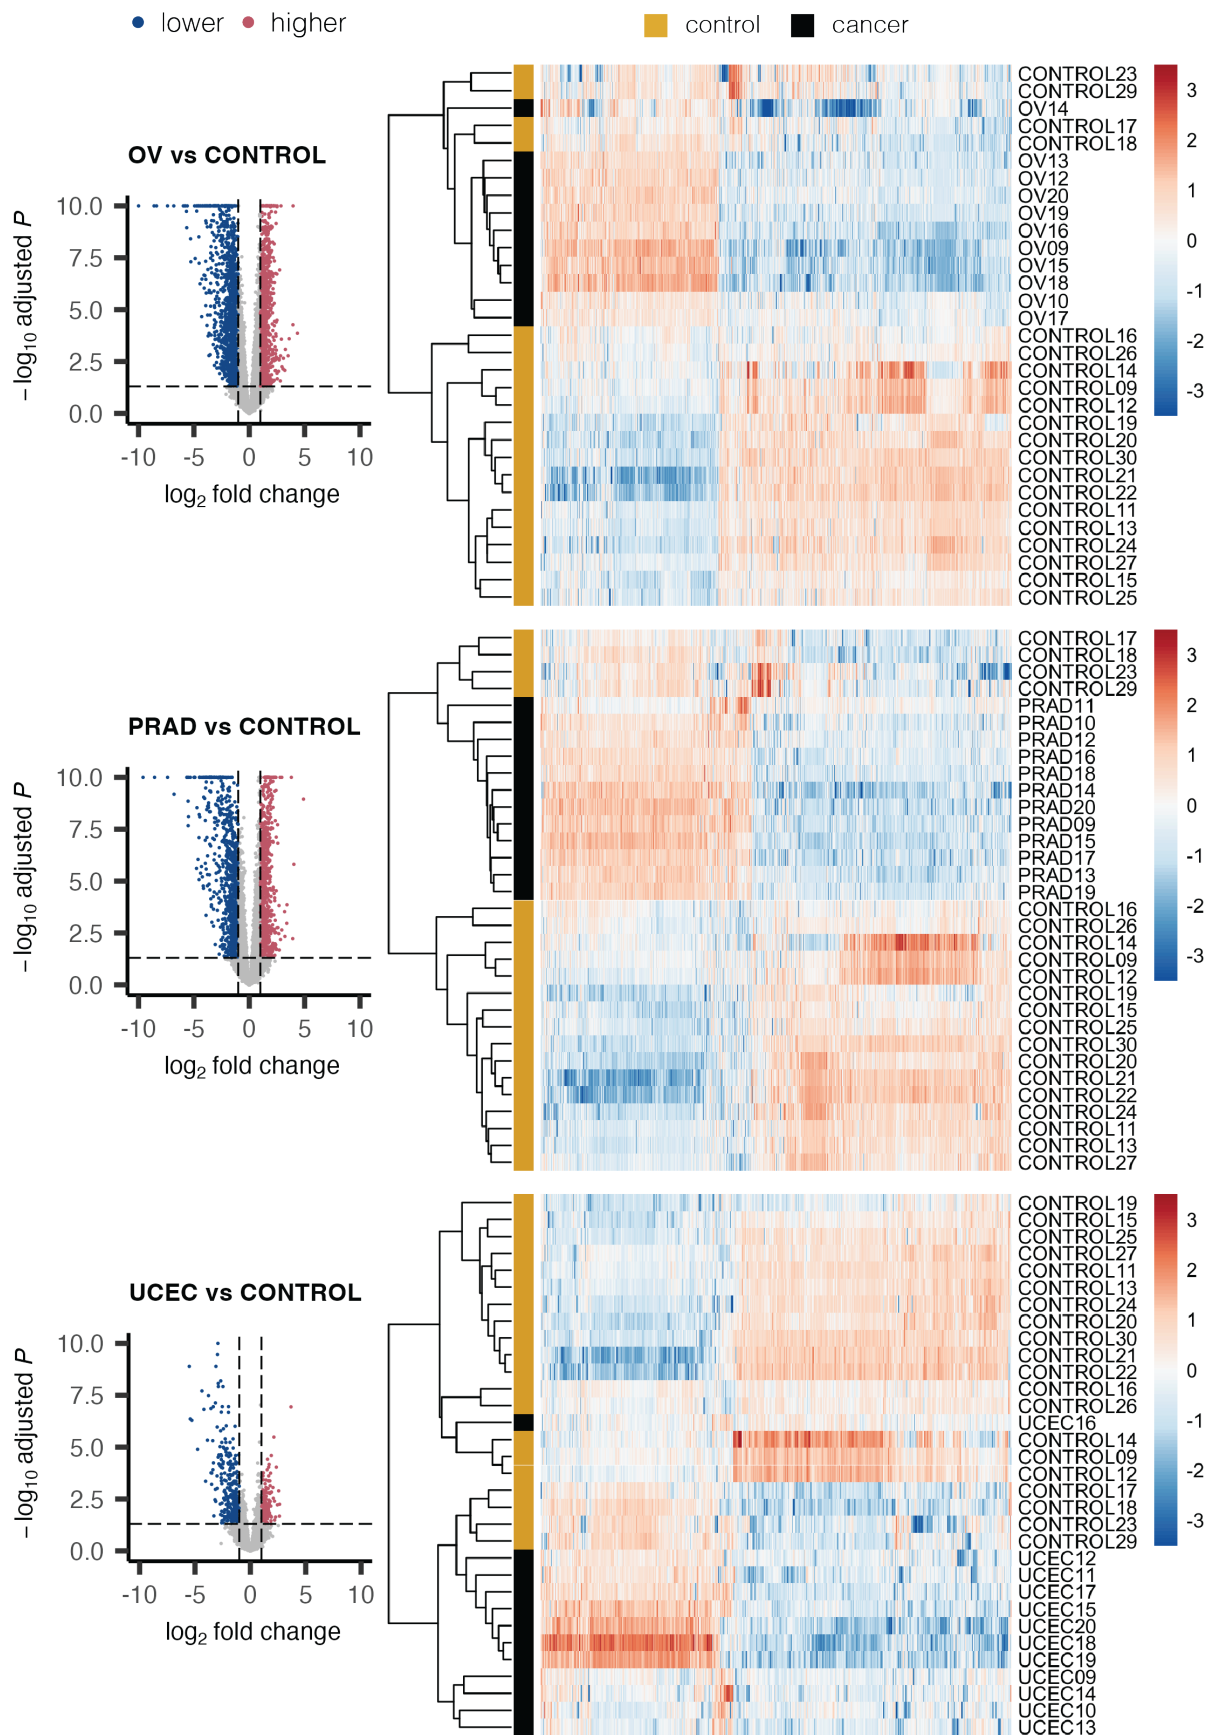 lower higher control cancer
OV vs CONTROL
−log10 adjusted P
10.0
7.5
5.0
2.5
0.0
-10 -5 0 5 10
log2 fold change
CONTROL23
CONTROL29
OV14
CONTROL17
CONTROL18
OV13
OV12
OV20
OV19
OV16
OV09
OV15
OV18
OV10
OV17
CONTROL16
CONTROL26
CONTROL14
CONTROL09
CONTROL12
CONTROL19
CONTROL20
CONTROL30
CONTROL21
CONTROL22
CONTROL11
CONTROL13
CONTROL24
CONTROL27
CONTROL15
CONTROL25
3
2
1
0
-1
-2
-3
PRAD vs CONTROL
−log10 adjusted P
10.0
7.5
5.0
2.5
0.0
-10 -5 0 5 10
log2 fold change
CONTROL17
CONTROL18
CONTROL23
CONTROL29
PRAD11
PRAD10
PRAD12
PRAD16
PRAD18
PRAD14
PRAD20
PRAD09
PRAD15
PRAD17
PRAD13
PRAD19
CONTROL16
CONTROL26
CONTROL14
CONTROL09
CONTROL12
CONTROL19
CONTROL15
CONTROL25
CONTROL30
CONTROL20
CONTROL21
CONTROL22
CONTROL24
CONTROL11
CONTROL13
CONTROL27
3
2
1
0
-1
-2
-3
UCEC vs CONTROL
−log10 adjusted P
10.0
7.5
5.0
2.5
0.0
-10 -5 0 5 10
log2 fold change
CONTROL19
CONTROL15
CONTROL25
CONTROL27
CONTROL11
CONTROL13
CONTROL24
CONTROL20
CONTROL30
CONTROL21
CONTROL22
CONTROL16
CONTROL26
UCEC16
CONTROL14
CONTROL09
CONTROL12
CONTROL17
CONTROL18
CONTROL23
CONTROL29
UCEC12
UCEC11
UCEC17
UCEC15
UCEC20
UCEC18
UCEC19
UCEC09
UCEC14
UCEC10
UCEC13
3
2
1
0
-1
-2
-3